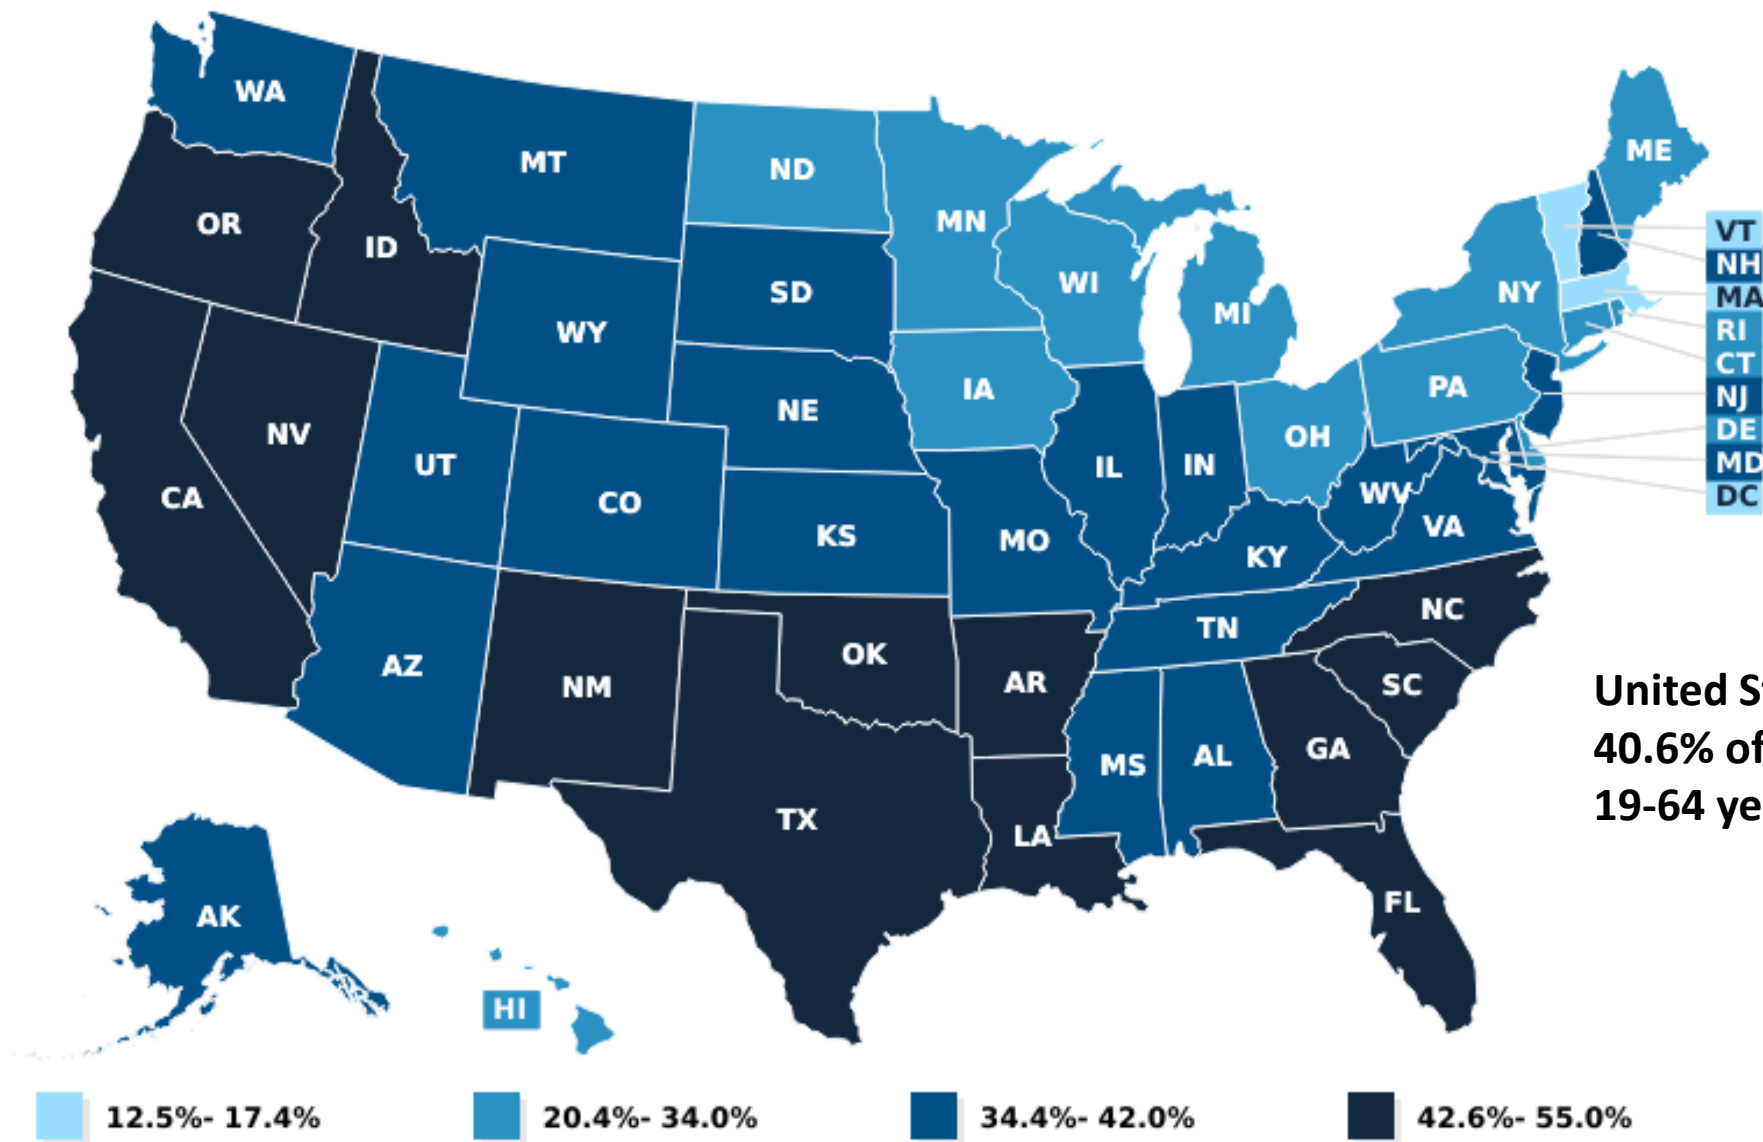 WA
MT
ND
MN
ME
OR
ID
SD
WI
MI
NY
VT
NH
MA
RI
CT
NJ
DE
MD
DC
WY
IA
PA
NE
NV
UT
CO
IL
IN
OH
CA
KS
MO
WV
VA
KY
AZ
NM
OK
AR
TN
NC
SC
MS
AL
GA
TX
LA
FL
AK
HI
United
40.6% of
19-64
12.5%- 17.4%
20.4%- 34.0%
34.4%- 42.0%
42.6%- 55.0%